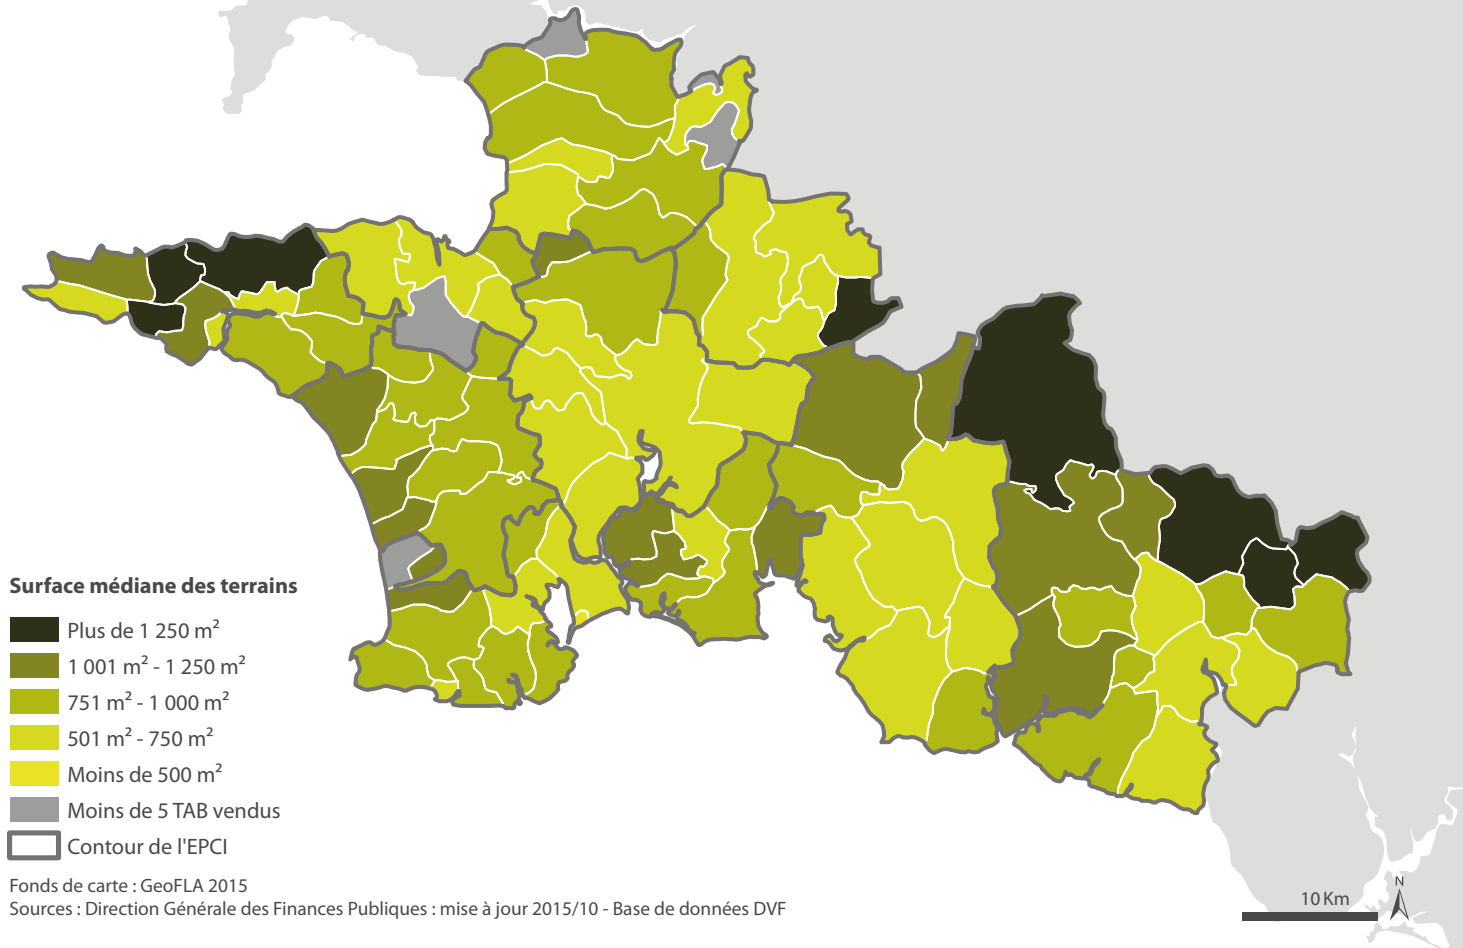 Surface médiane des terrains
Plus de 1 250 m²
1 001 m² - 1 250 m²
751 m² - 1 000 m²
501 m² - 750 m²
Moins de 500 m²
Moins de 5 TAB vendus
Contour de l'EPCI
Fonds de carte : GeoFLA 2015
Sources : Direction Générale des Finances Publiques : mise à jour 2015/10 - Base de données DVF
10 Km
N